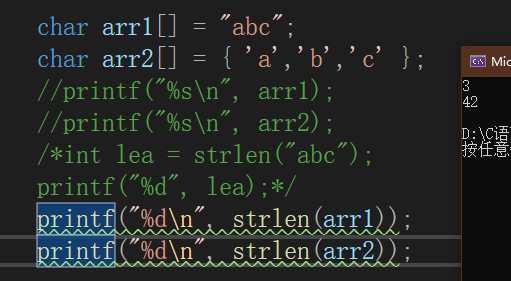 char arr1[] = "abc";
char arr2[] = { 'a','b','c' };
//printf("%s\n", arr1);
//printf("%s\n", arr2);
/*int lea = strlen("abc");
printf("%d", lea);*/
printf("%d\n", strlen(arr1));
printf("%d\n", strlen(arr2));
Mic
3
42
D:\C语
按任意